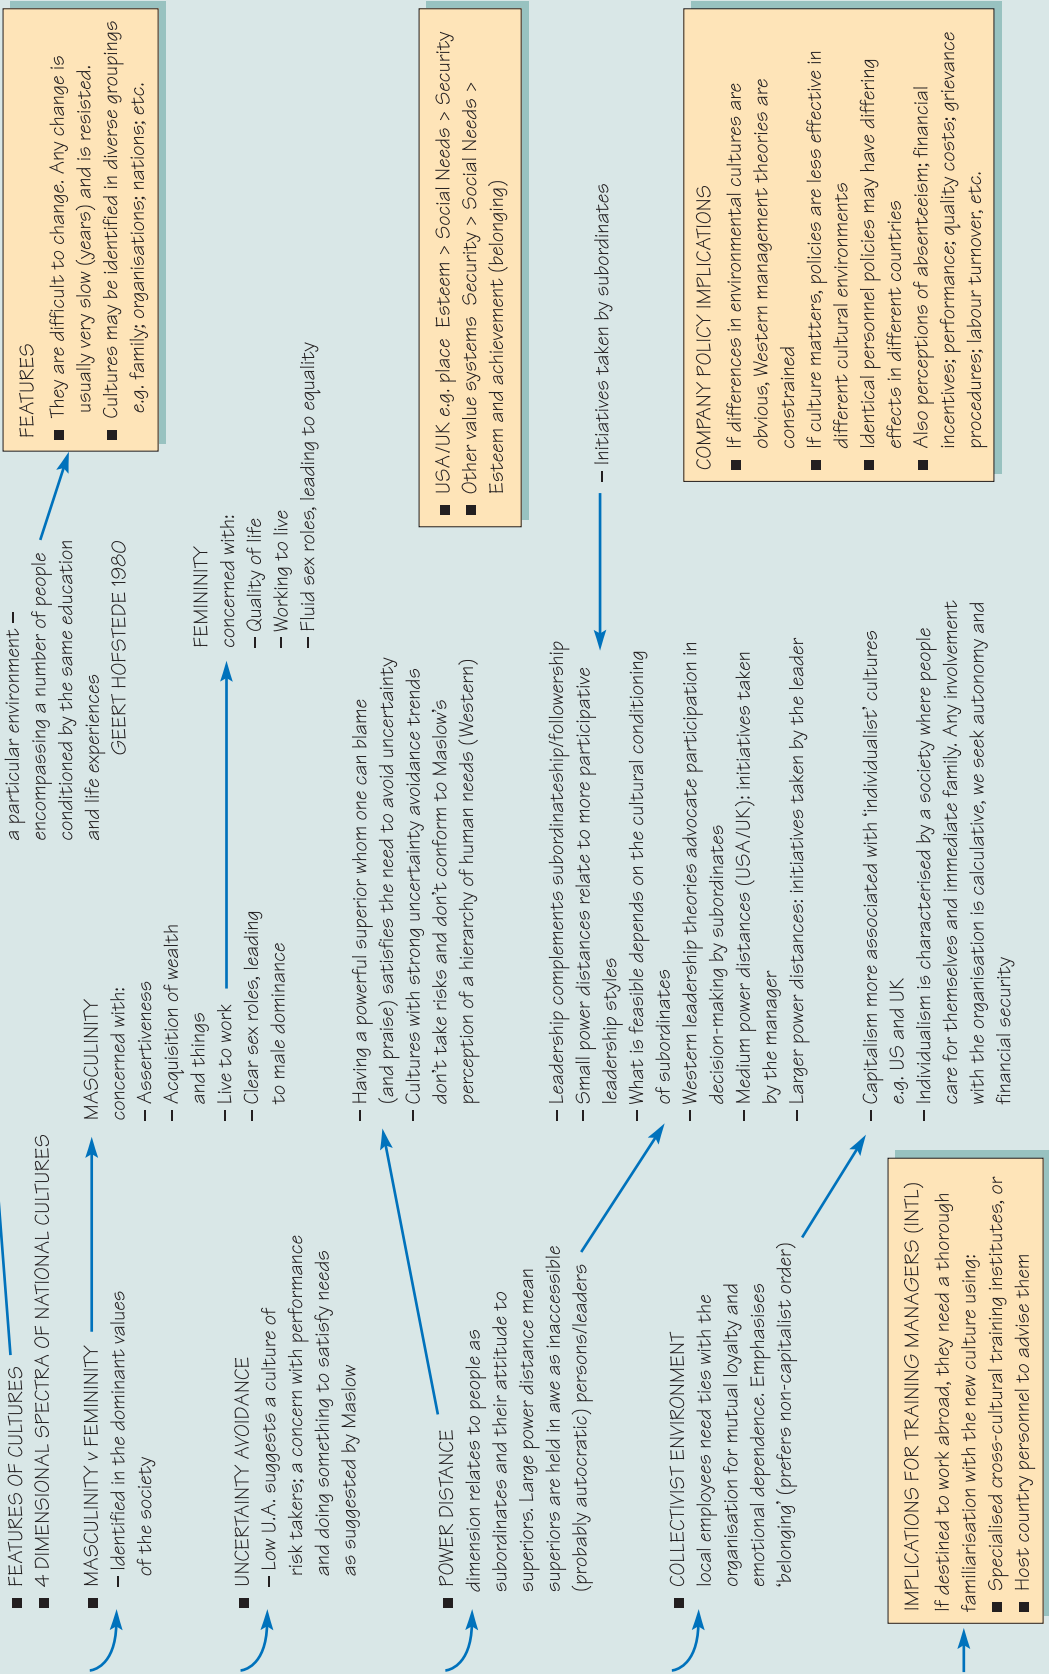 ■ FEATURES OF CULTURES
■ 4 DIMENSIONAL SPECTRA OF NATIONAL CULTURES
a particular environment –
encompassing a number of people
conditioned by the same education
and life experiences
GEERT HOFSTEDE 1980
FEATURES
■ They are difficult to change. Any change is
usually very slow (years) and is resisted.
■ Cultures may be identified in diverse groupings
e.g. family; organisations; nations; etc.
■ MASCULINITY v FEMININITY
– Identified in the dominant values
of the society
MASCULINITY
concerned with:
– Assertiveness
– Acquisition of wealth
and things
– Live to work
– Clear sex roles, leading
to male dominance
FEMININITY
concerned with:
– Quality of life
– Working to live
– Fluid sex roles, leading to equality
■ UNCERTAINTY AVOIDANCE
– Low U.A. suggests a culture of
risk takers; a concern with performance
and doing something to satisfy needs
as suggested by Maslow
– Having a powerful superior whom one can blame
(and praise) satisfies the need to avoid uncertainty
– Cultures with strong uncertainty avoidance trends
don't take risks and don't conform to Maslow's
perception of a hierarchy of human needs (Western)
■ USA/UK e.g. place Esteem > Social Needs > Security
■ Other value systems Security > Social Needs >
Esteem and achievement (belonging)
■ POWER DISTANCE
dimension relates to people as
subordinates and their attitude to
superiors. Large power distance mean
superiors are held in awe as inaccessible
(probably autocratic) persons/leaders
– Leadership complements subordinateship/followership
– Small power distances relate to more participative
leadership styles
– What is feasible depends on the cultural conditioning
of subordinates
– Western leadership theories advocate participation in
decision-making by subordinates
– Medium power distances (USA/UK): initiatives taken
by the manager
– Larger power distances: initiatives taken by the leader
– Initiatives taken by subordinates
■ COLLECTIVIST ENVIRONMENT
local employees need ties with the
organisation for mutual loyalty and
emotional dependence. Emphasises
'belonging' (prefers non-capitalist order)
– Capitalism more associated with 'individualist' cultures
e.g. US and UK
– Individualism is characterised by a society where people
care for themselves and immediate family. Any involvement
with the organisation is calculative, we seek autonomy and
financial security
COMPANY POLICY IMPLICATIONS
■ If differences in environmental cultures are
obvious, Western management theories are
constrained
■ If culture matters, policies are less effective in
different cultural environments
■ Identical personnel policies may have differing
effects in different countries
■ Also perceptions of absenteeism; financial
incentives; performance; quality costs; grievance
procedures; labour turnover, etc.
IMPLICATIONS FOR TRAINING MANAGERS (INTL)
If destined to work abroad, they need a thorough
familiarisation with the new culture using:
■ Specialised cross-cultural training institutes, or
■ Host country personnel to advise them